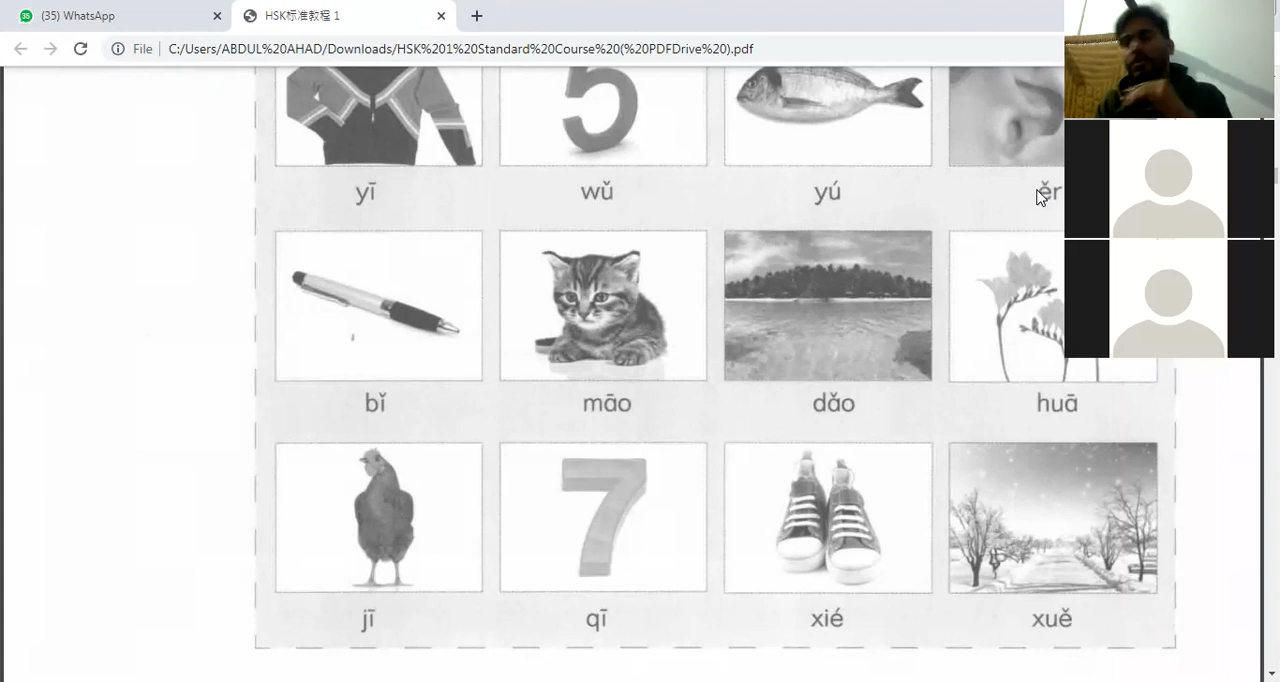 (35) WhatsApp
HSK标准教程 1
File
C:/Users/ABDUL%20AHAD/Downloads/HSK%201%20Standard%20Course%20(%20PDFDrive%20).pdf
5
yī wǔ yú ěr
bǐ māo dǎo huā
7
jī qī xié xuě